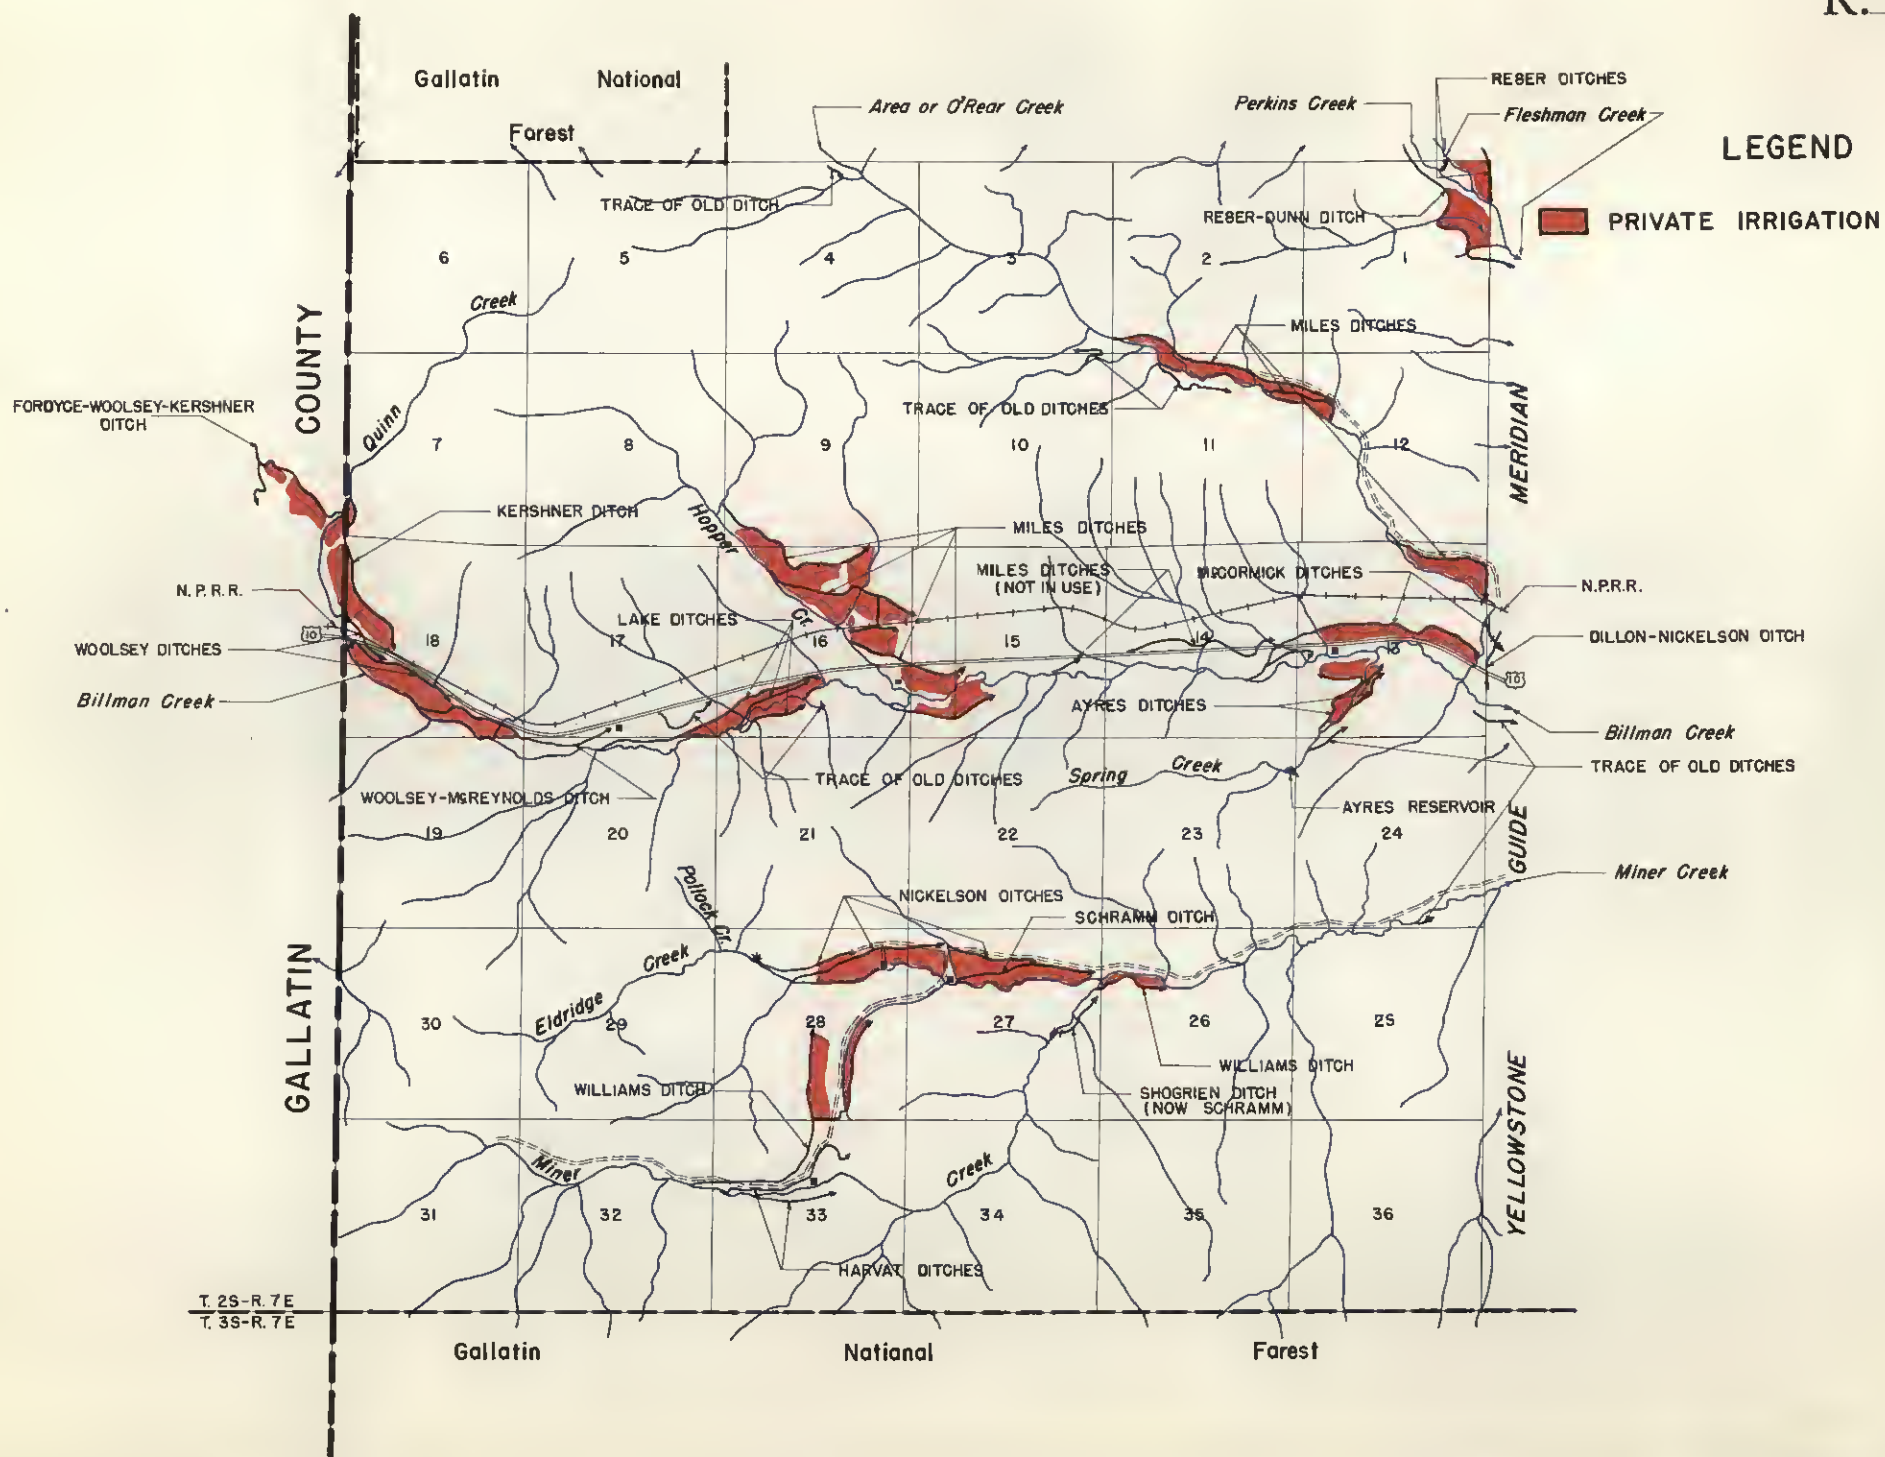 R.
Gallatin National
Forest
Area or O'Rear Creek
Perkins Creek
REBER DITCHES
Fleshman Creek
LEGEND
PRIVATE IRRIGATION
TRACE OF OLD DITCH
REBER-DUNN DITCH
6
5
4
3
2
1
Creek
Quinn
COUNTY
MILES DITCHES
FORDYCE-WOOLSEY-KERSHNER
DITCH
TRACE OF OLD DITCHES
MERIDIAN
7
8
9
10
11
12
KERSHNER DITCH
Hopper
Cr.
MILES DITCHES
MILES DITCHES
(NOT IN USE)
McCORMICK DITCHES
N.P.R.R.
N.P.R.R.
10
LAKE DITCHES
WOOLSEY DITCHES
18
17
16
15
14
13
DILLON-NICKELSON DITCH
10
Billman Creek
AYRES DITCHES
Billman Creek
TRACE OF OLD DITCHES
Spring Creek
TRACE OF OLD DITCHES
WOOLSEY-McREYNOLDS DITCH
AYRES RESERVOIR
19
20
21
22
23
24
GUIDE
Miner Creek
Pollock Cr.
NICKELSON DITCHES
SCHRAMM DITCH
Eldridge Creek
GALLATIN
30
29
28
27
26
25
WILLIAMS DITCH
WILLIAMS DITCH
SHOGRIEN DITCH
(NOW SCHRAMM)
YELLOWSTONE
Miner
Creek
31
32
33
34
35
36
HARVAT DITCHES
T. 2S-R. 7E
T. 3S-R. 7E
Gallatin National Forest